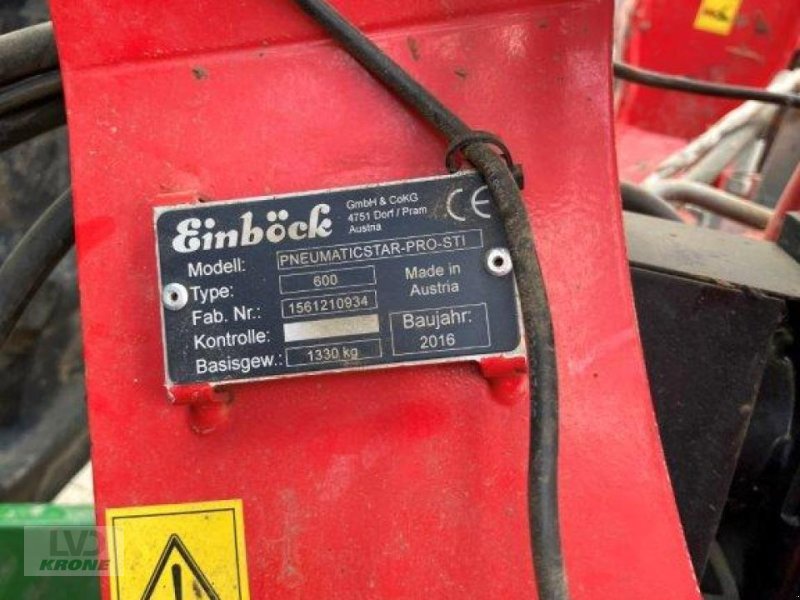 Einböck
GmbH & CoKG
4751 Dorf / Pram
Austria
CE
Modell: PNEUMATICSTAR-PRO-STI
Type: 600
Made in
Austria
Fab. Nr.: 1561210934
Kontrolle:
Baujahr:
2016
Basisgew.: 1330 kg
LVD
KRONE